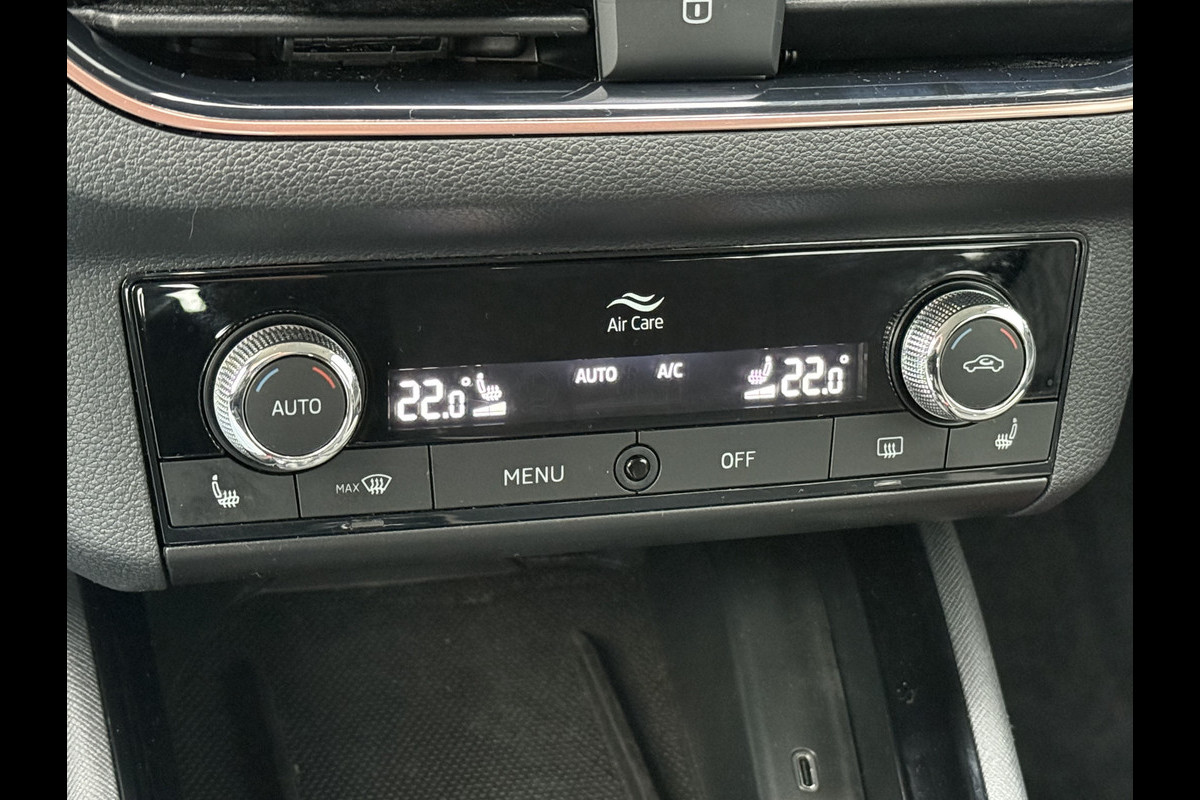 Air Care
22.0°
AUTO
A/C
22.0°
AUTO
MAX
MENU
OFF